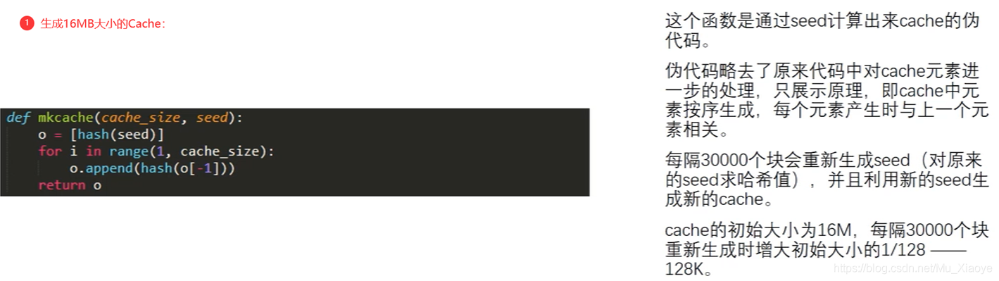 1 生成16MB大小的Cache：
def mkcache(cache_size, seed):
    o = [hash(seed)]
    for i in range(1, cache_size):
        o.append(hash(o[-1]))
    return o
这个函数是通过seed计算出来cache的伪
代码。
伪代码略去了原来代码中对cache元素进
一步的处理，只展示原理，即cache中元
素按序生成，每个元素产生时与上一个元
素相关。
每隔30000个块会重新生成seed（对原来
的seed求哈希值），并且利用新的seed生
成新的cache。
cache的初始大小为16M，每隔30000个块
重新生成时增大初始大小的1/128 ——
128K。
https://blog.csdn.net/Mu_Xiaoye